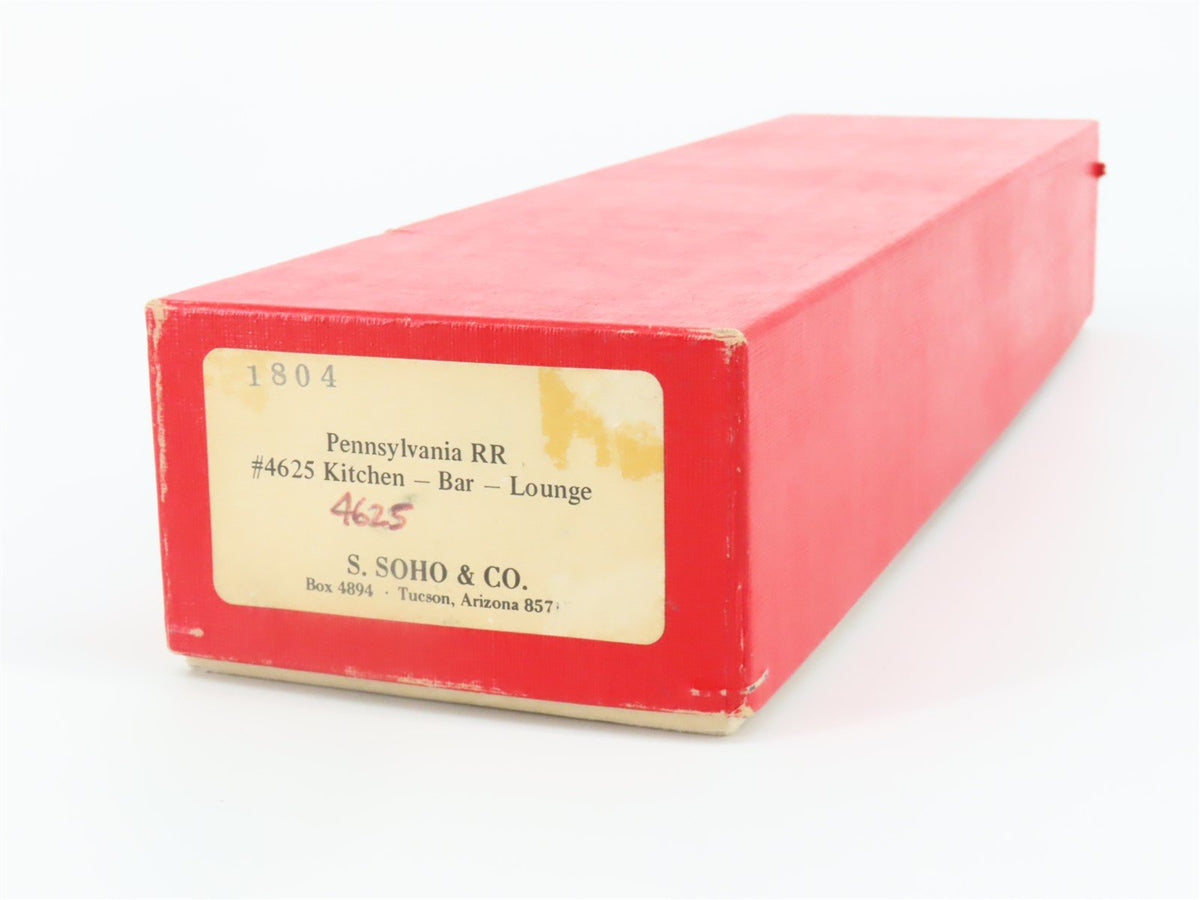 1804
Pennsylvania RR
#4625 Kitchen – Bar – Lounge
4625
S. SOHO & CO.
Box 4894 · Tucson, Arizona 857